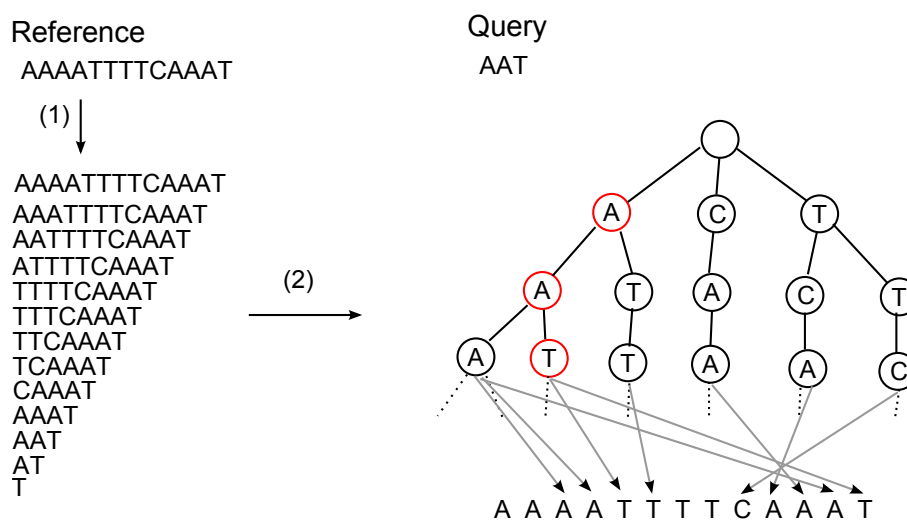 Reference
AAAATTTTCAAAT
(1)
AAAATTTTCAAAT
AAATTTTCAAAT
AATTTTCAAAT
ATTTTCAAAT
TTTTCAAAT
TTTCAAAT
TTCAAAT
TCAAAT
CAAAT
AAAT
AAT
AT
T
(2)
Query
AAT
A C T
A T A C T
A T T A A C
A A A A T T T T C A A A T